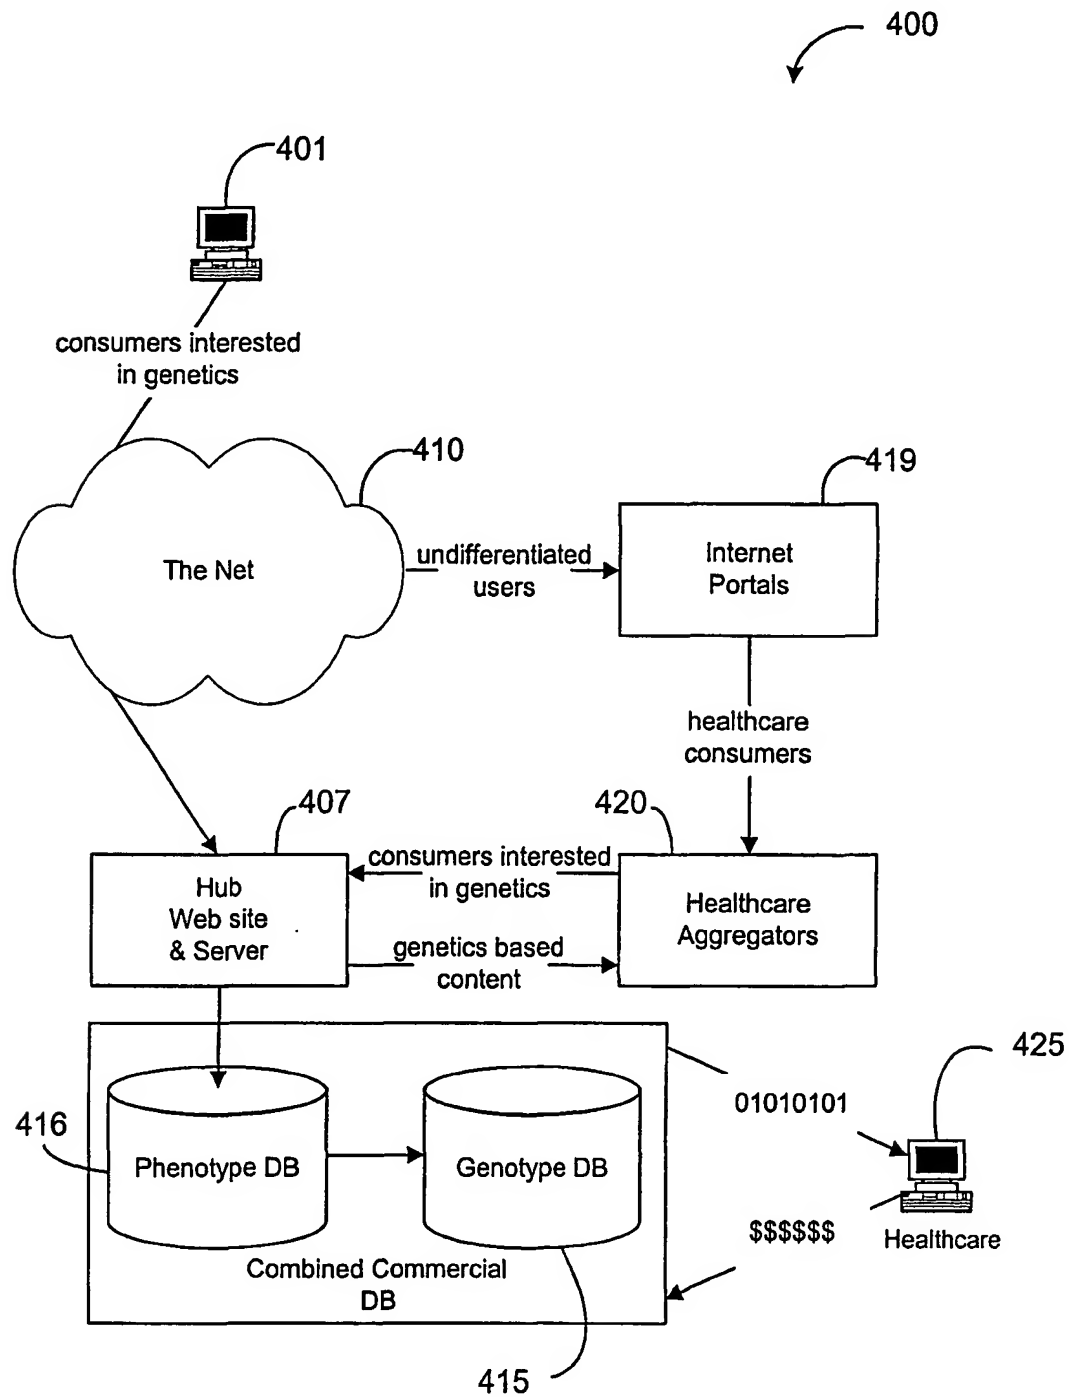 400
401
consumers interested
in genetics
410
419
The Net
undifferentiated
users
Internet
Portals
healthcare
consumers
407
420
Hub
Web site
& Server
consumers interested
in genetics
genetics based
content
Healthcare
Aggregators
425
416
Phenotype DB
Genotype DB
01010101
$$$$$$
Healthcare
Combined Commercial
DB
415